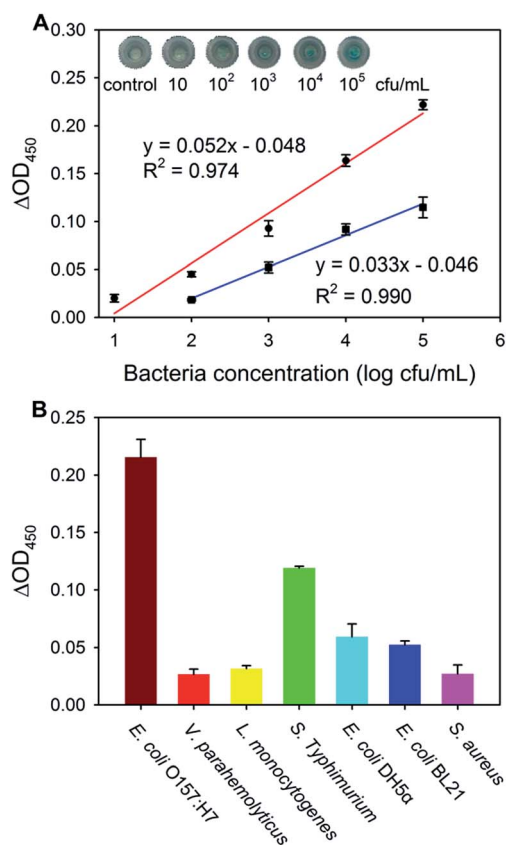 A
0.30
0.25
0.20
0.15
0.10
0.05
0.00
ΔOD450
control 10 10² 10³ 10⁴ 10⁵ cfu/mL
y = 0.052x - 0.048
R² = 0.974
y = 0.033x - 0.046
R² = 0.990
1 2 3 4 5 6
Bacteria concentration (log cfu/mL)
B
0.25
0.20
0.15
0.10
0.05
0.00
ΔOD450
E. coli O157:H7
V. parahemolyticus
L. monocytogenes
S. Typhimurium
E. coli DH5α
E. coli BL21
S. aureus